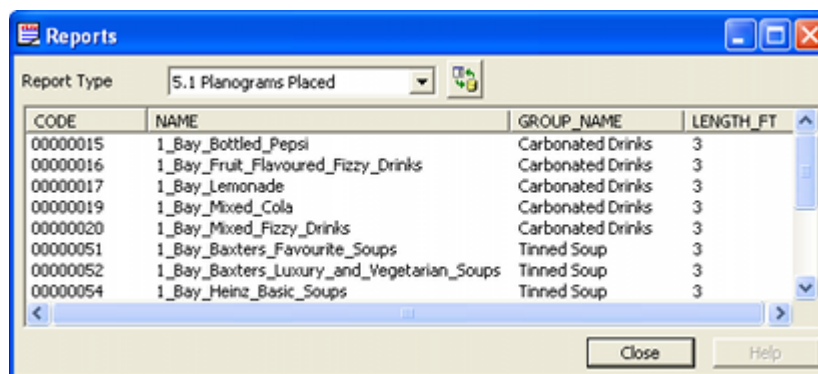 Reports
Report Type 5.1 Planograms Placed
CODE NAME GROUP_NAME LENGTH_FT
00000015 1_Bay_Bottled_Pepsi Carbonated Drinks 3
00000016 1_Bay_Fruit_Flavoured_Fizzy_Drinks Carbonated Drinks 3
00000017 1_Bay_Lemonade Carbonated Drinks 3
00000019 1_Bay_Mixed_Cola Carbonated Drinks 3
00000020 1_Bay_Mixed_Fizzy_Drinks Carbonated Drinks 3
00000051 1_Bay_Baxters_Favourite_Soups Tinned Soup 3
00000052 1_Bay_Baxters_Luxury_and_Vegetarian_Soups Tinned Soup 3
00000054 1_Bay_Heinz_Basic_Soups Tinned Soup 3
Close Help